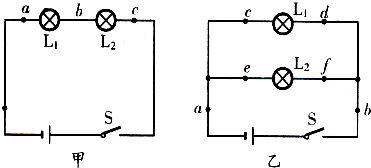 a b c
L₁ L₂
S
甲
c L₁ d
e L₂ f
a b
S
乙